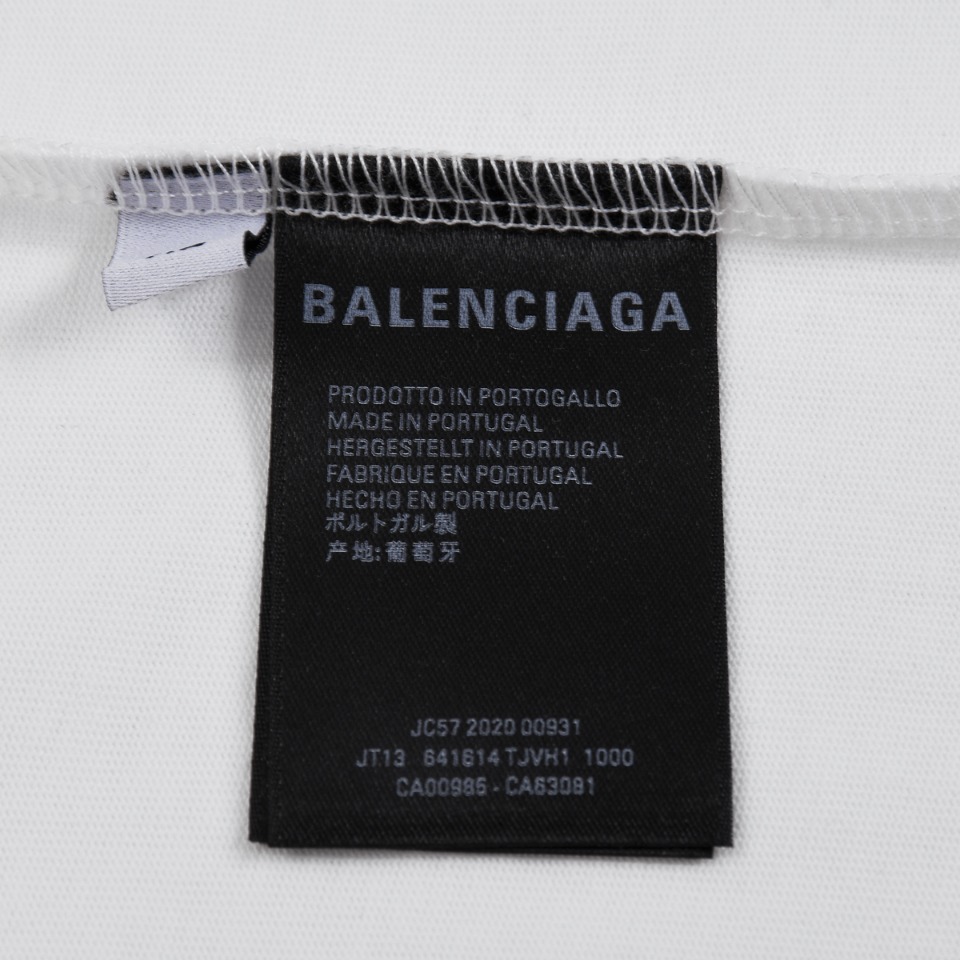 BALENCIAGA
PRODOTTO IN PORTOGALLO
MADE IN PORTUGAL
HERGESTELLT IN PORTUGAL
FABRIQUE EN PORTUGAL
HECHO EN PORTUGAL
ポルトガル製
产地:葡萄牙
JC57 2020 00931
JT13 641614 TJVH1 1000
CA00985 - CA63081